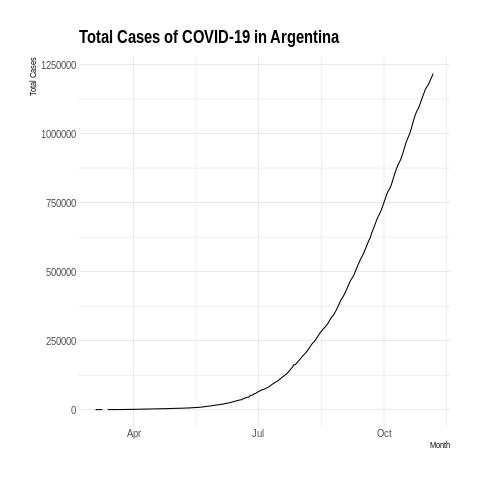 Total Cases of COVID-19 in Argentina
Total Cases
1250000
1000000
750000
500000
250000
0
Apr
Jul
Oct
Month